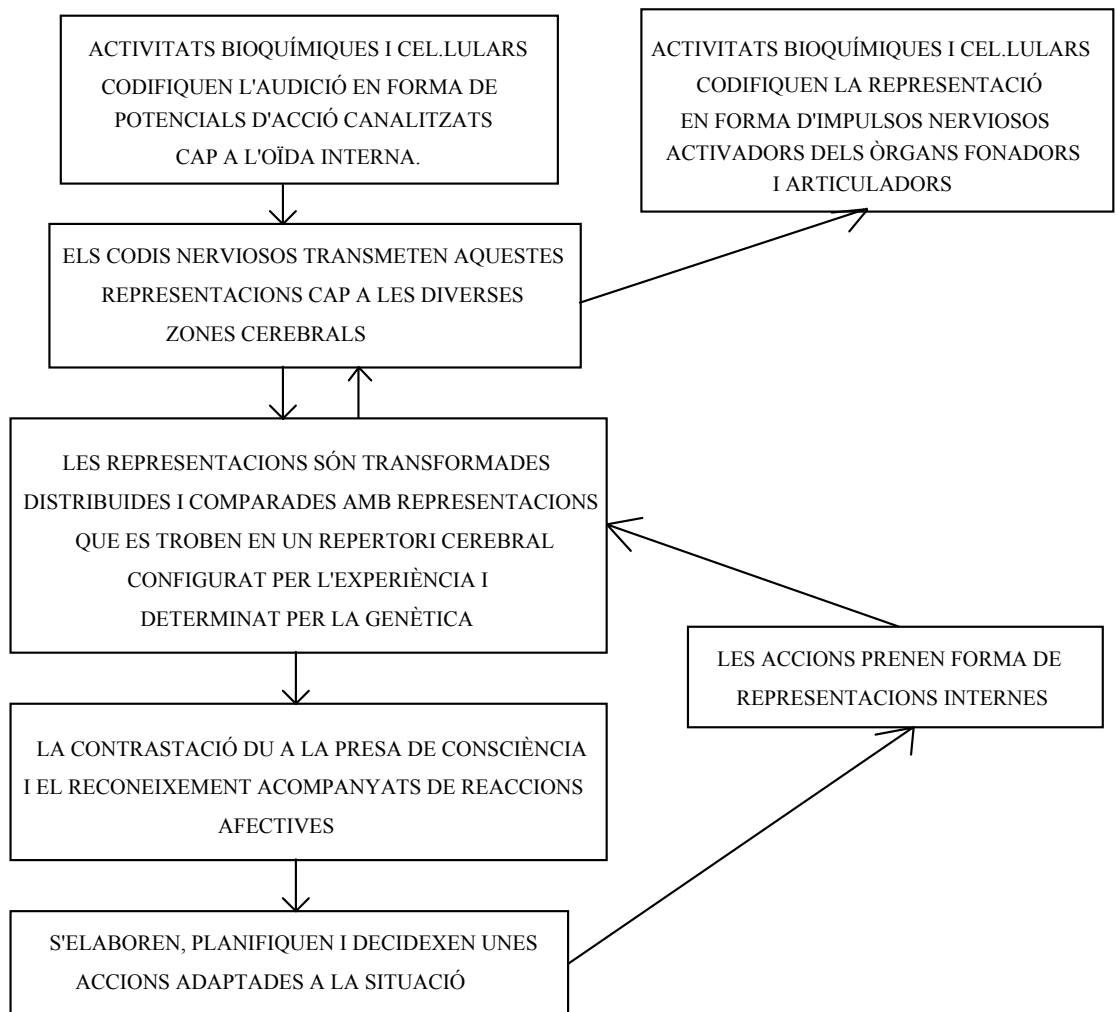 ACTIVITATS BIOQUÍMIQUES I CEL.LULARS
CODIFIQUEN L'AUDICIÓ EN FORMA DE
POTENCIALS D'ACCIÓ CANALITZATS
CAP A L'OÏDA INTERNA.
ACTIVITATS BIOQUÍMIQUES I CEL.LULARS
CODIFIQUEN LA REPRESENTACIÓ
EN FORMA D'IMPULSOS NERVIOSOS
ACTIVADORS DELS ÒRGANS FONADORS
I ARTICULADORS
ELS CODIS NERVIOSOS TRANSMETEN AQUESTES
REPRESENTACIONS CAP A LES DIVERSES
ZONES CEREBRALS
LES REPRESENTACIONS SÓN TRANSFORMADES
DISTRIBUIDES I COMPARADES AMB REPRESENTACIONS
QUE ES TROBEN EN UN REPERTORI CEREBRAL
CONFIGURAT PER L'EXPERIÈNCIA I
DETERMINAT PER LA GENÈTICA
LES ACCIONS PRENEN FORMA DE
REPRESENTACIONS INTERNES
LA CONTRASTACIÓ DU A LA PRESA DE CONSCIÈNCIA
I EL RECONEIXEMENT ACOMPANYATS DE REACCIONS
AFECTIVES
S'ELABOREN, PLANIFIQUEN I DECIDEXEN UNES
ACCIONS ADAPTADES A LA SITUACIÓ